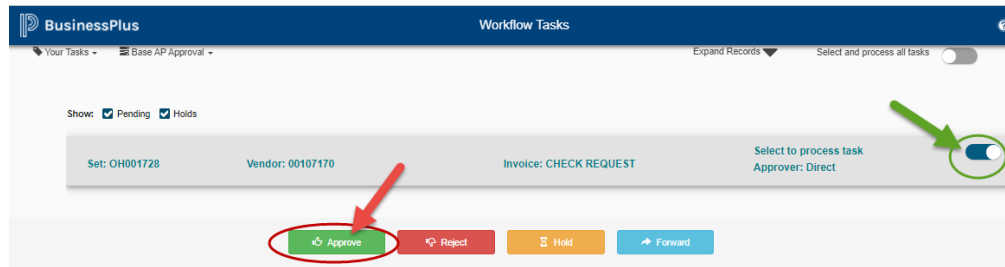 BusinessPlus Workflow Tasks
Your Tasks Base AP Approval Expand Records Select and process all tasks
Show: Pending Holds
Select to process task
Set: OH001728 Vendor: 00107170 Invoice: CHECK REQUEST
Approver: Direct
Approve Reject Hold Forward